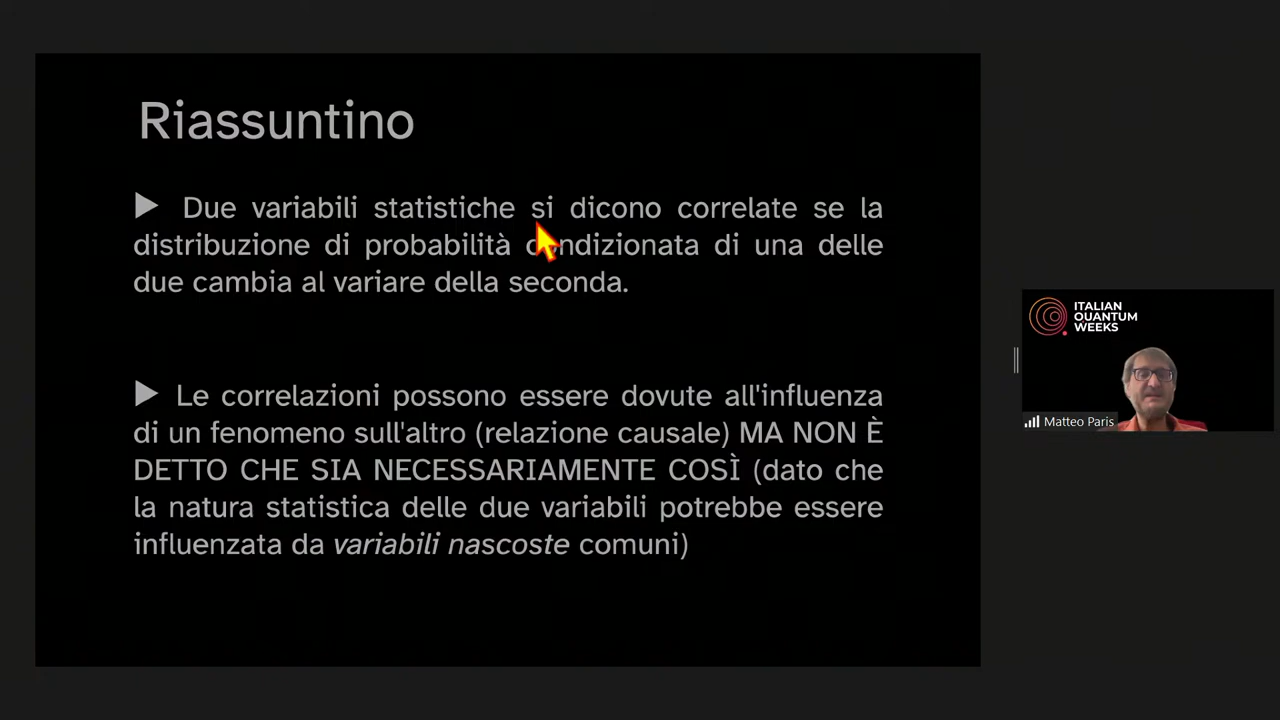 Riassuntino
▶ Due variabili statistiche si dicono correlate se la
distribuzione di probabilità condizionata di una delle
due cambia al variare della seconda.
▶ Le correlazioni possono essere dovute all'influenza
di un fenomeno sull'altro (relazione causale) MA NON È
DETTO CHE SIA NECESSARIAMENTE COSÌ (dato che
la natura statistica delle due variabili potrebbe essere
influenzata da variabili nascoste comuni)
ITALIAN
QUANTUM
WEEKS
Matteo Paris